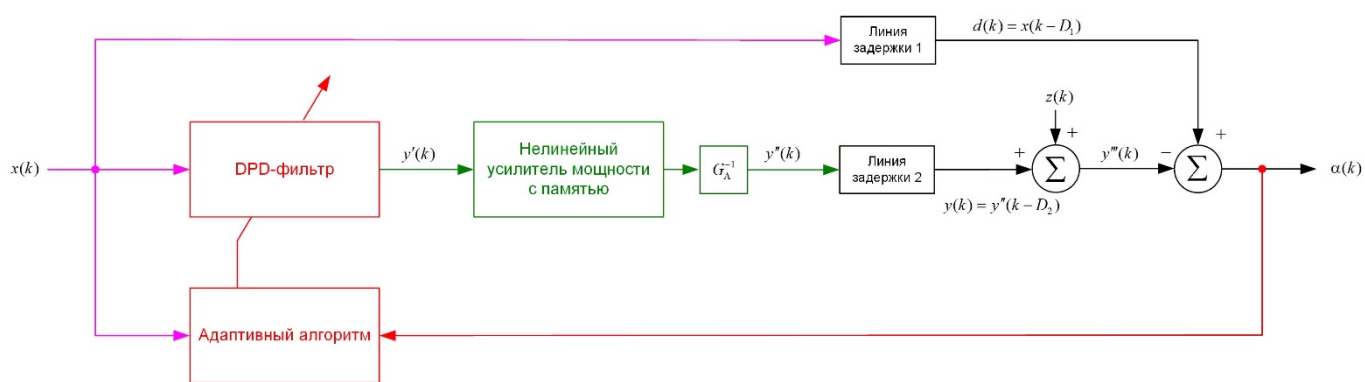 Линия
задержки 1
d(k) = x(k − D₁)
z(k)
+
+
x(k)
DPD-фильтр
y′(k)
Нелинейный
усилитель мощности
с памятью
G_A^{-1}
y″(k)
Линия
задержки 2
+
Σ
y‴(k)
−
Σ
α(k)
y(k) = y″(k − D₂)
Адаптивный алгоритм